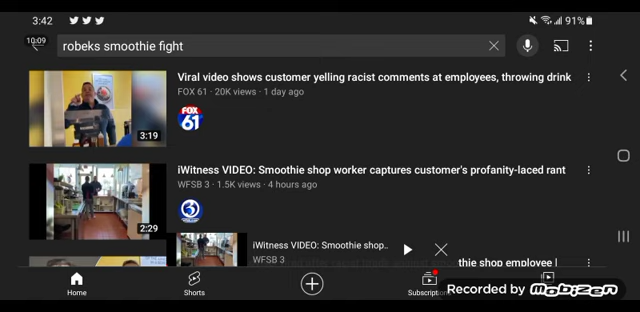 3:42
91%
10:09
robeks smoothie fight
Viral video shows customer yelling racist comments at employees, throwing drink
FOX 61 · 20K views · 1 day ago
FOX
61
3:19
iWitness VIDEO: Smoothie shop worker captures customer's profanity-laced rant
WFSB 3 · 1.5K views · 4 hours ago
3
2:29
iWitness VIDEO: Smoothie shop..
WFSB 3
thie shop employee |
Home
Shorts
Subscription
Recorded by
MOBIZEN